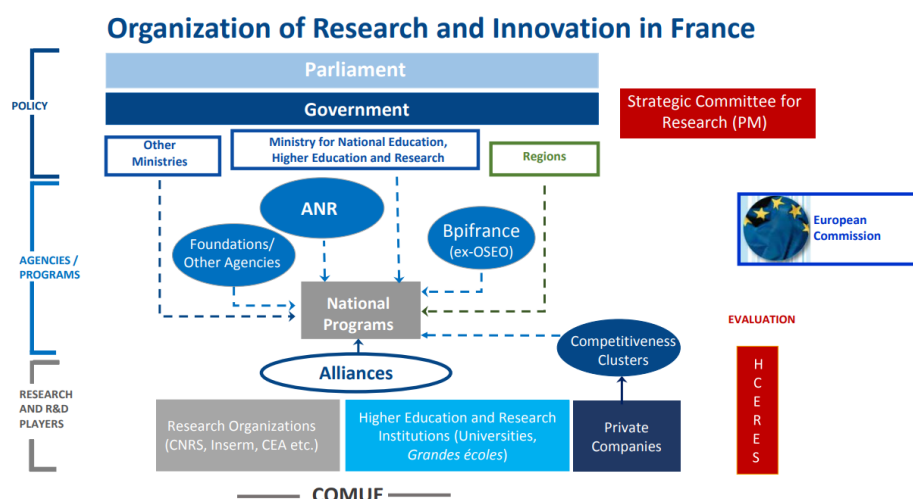 Organization of Research and Innovation in France
Parliament
POLICY
Government
Strategic Committee for
Research (PM)
Other
Ministries
Ministry for National Education,
Higher Education and Research
Regions
ANR
Foundations/
Other Agencies
Bpifrance
(ex-OSEO)
European
Commission
AGENCIES /
PROGRAMS
National
Programs
EVALUATION
Competitiveness
Clusters
Alliances
RESEARCH
AND R&D
PLAYERS
Research Organizations
(CNRS, Inserm, CEA etc.)
Higher Education and Research
Institutions (Universities,
Grandes écoles)
Private
Companies
H
C
E
R
E
S
COMUE